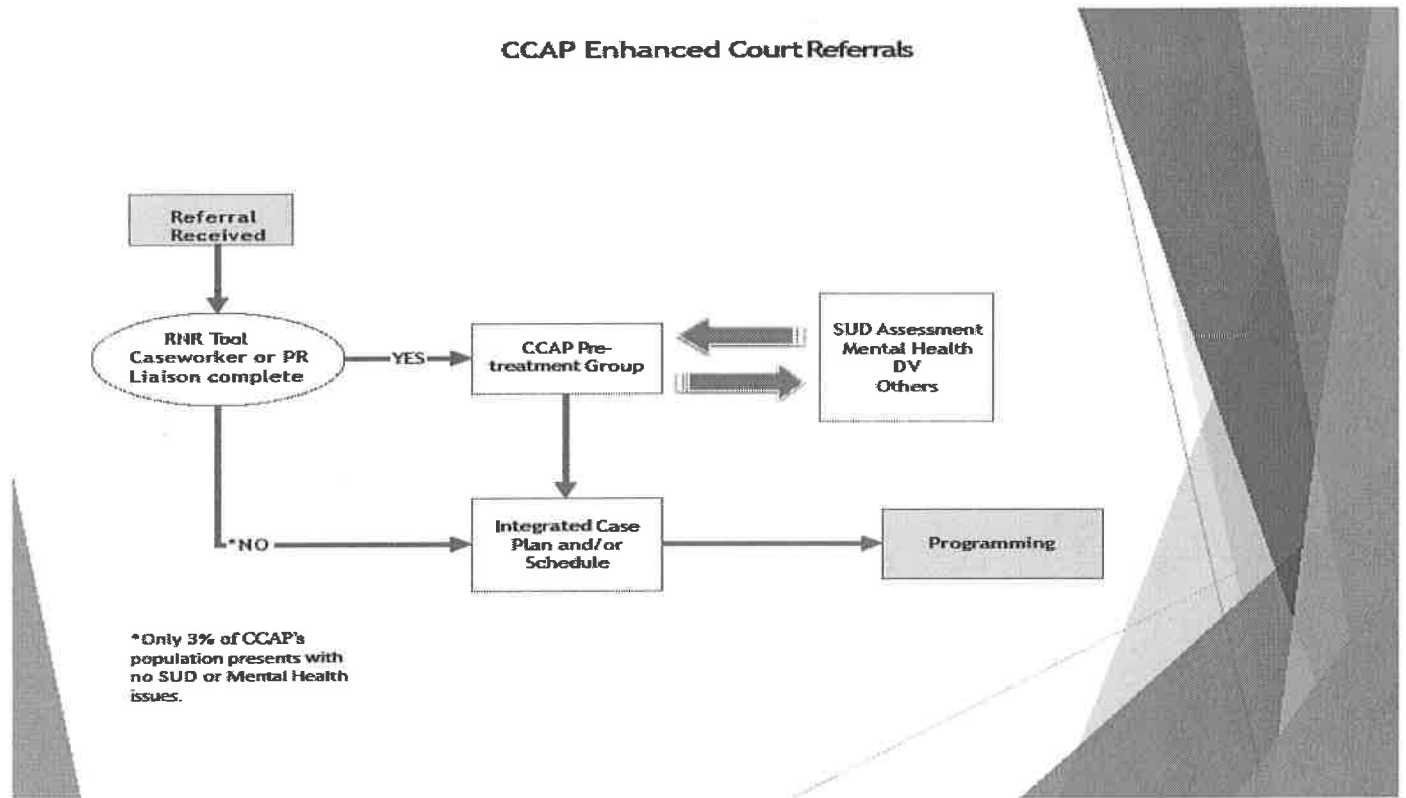 CCAP Enhanced Court Referrals
Referral
Received
RNR Tool
Caseworker or PR
Liaison complete
YES
CCAP Pre-
treatment Group
SUD Assessment
Mental Health
DV
Others
*NO
Integrated Case
Plan and/or
Schedule
Programming
*Only 3% of CCAP's
population presents with
no SUD or Mental Health
issues.